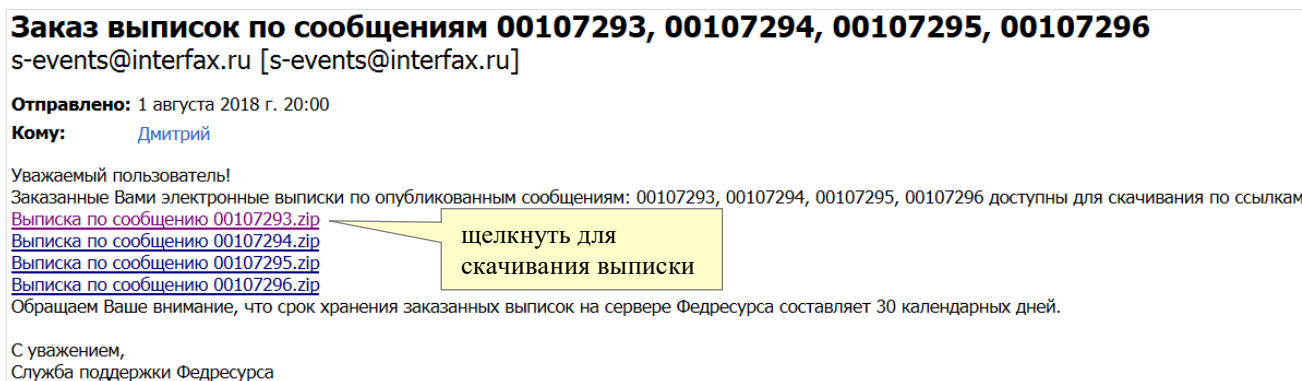 Заказ выписок по сообщениям 00107293, 00107294, 00107295, 00107296
s-events@interfax.ru [s-events@interfax.ru]
Отправлено: 1 августа 2018 г. 20:00
Кому: Дмитрий
Уважаемый пользователь!
Заказанные Вами электронные выписки по опубликованным сообщениям: 00107293, 00107294, 00107295, 00107296 доступны для скачивания по ссылкам
Выписка по сообщению 00107293.zip
Выписка по сообщению 00107294.zip
Выписка по сообщению 00107295.zip
Выписка по сообщению 00107296.zip
щелкнуть для
скачивания выписки
Обращаем Ваше внимание, что срок хранения заказанных выписок на сервере Федресурса составляет 30 календарных дней.
С уважением,
Служба поддержки Федресурса